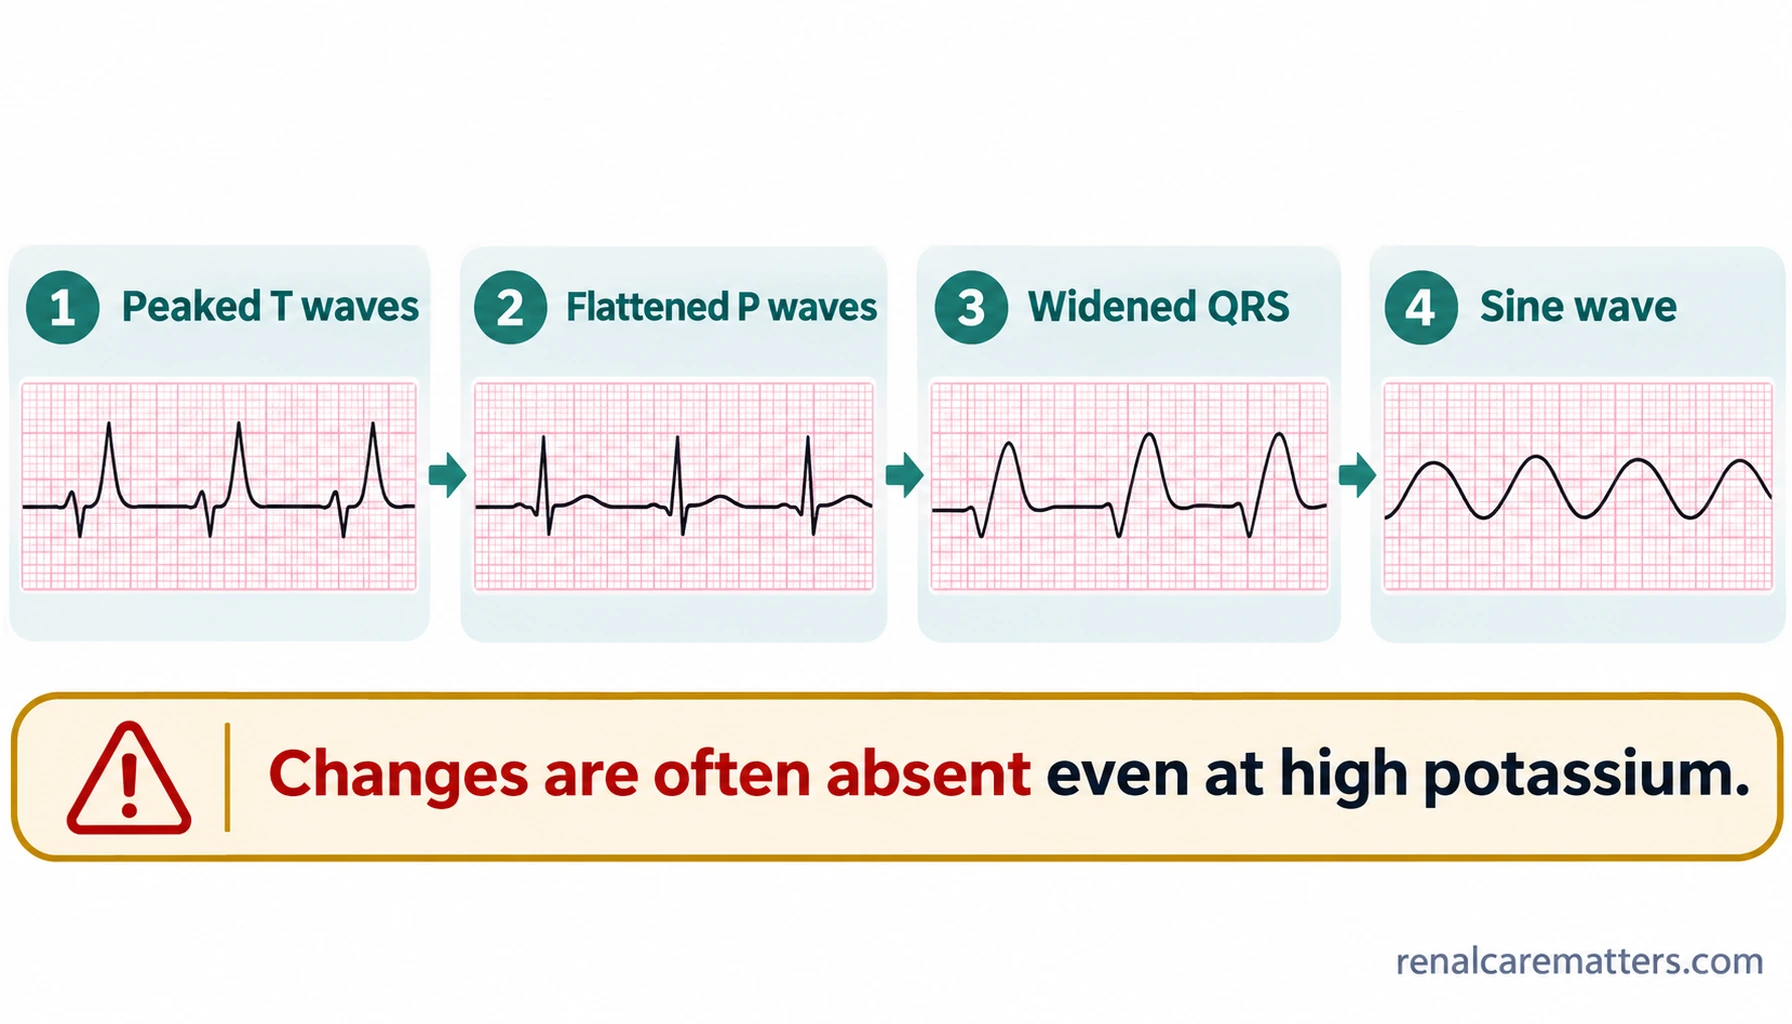 1 Peaked T waves
2 Flattened P waves
3 Widened QRS
4 Sine wave
Changes are often absent even at high potassium.
renalcarematters.com